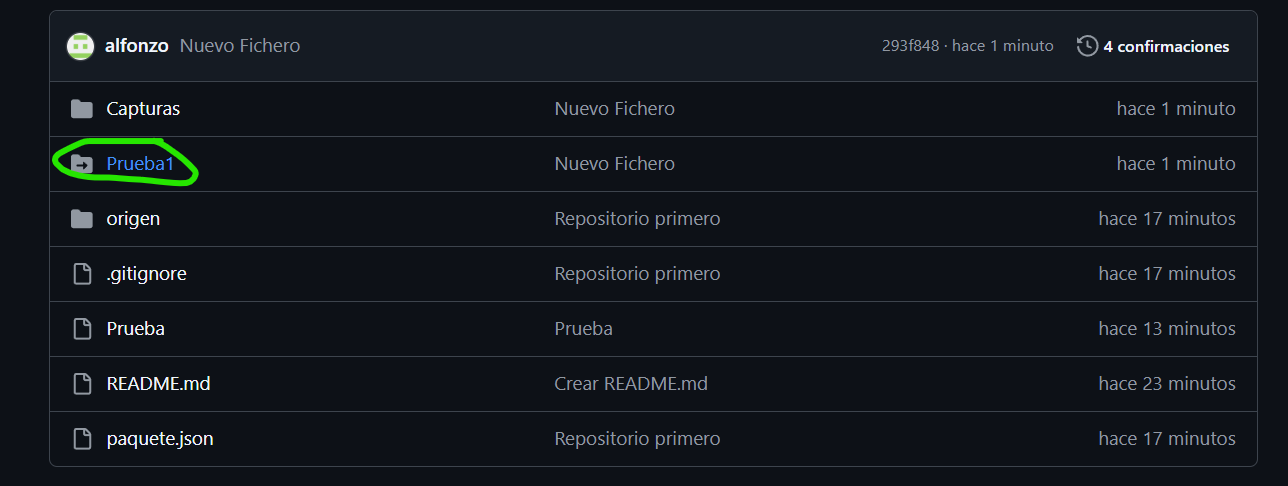 alfonzo Nuevo Fichero 293f848 · hace 1 minuto 4 confirmaciones
Capturas Nuevo Fichero hace 1 minuto
Prueba1 Nuevo Fichero hace 1 minuto
origen Repositorio primero hace 17 minutos
.gitignore Repositorio primero hace 17 minutos
Prueba Prueba hace 13 minutos
README.md Crear README.md hace 23 minutos
paquete.json Repositorio primero hace 17 minutos